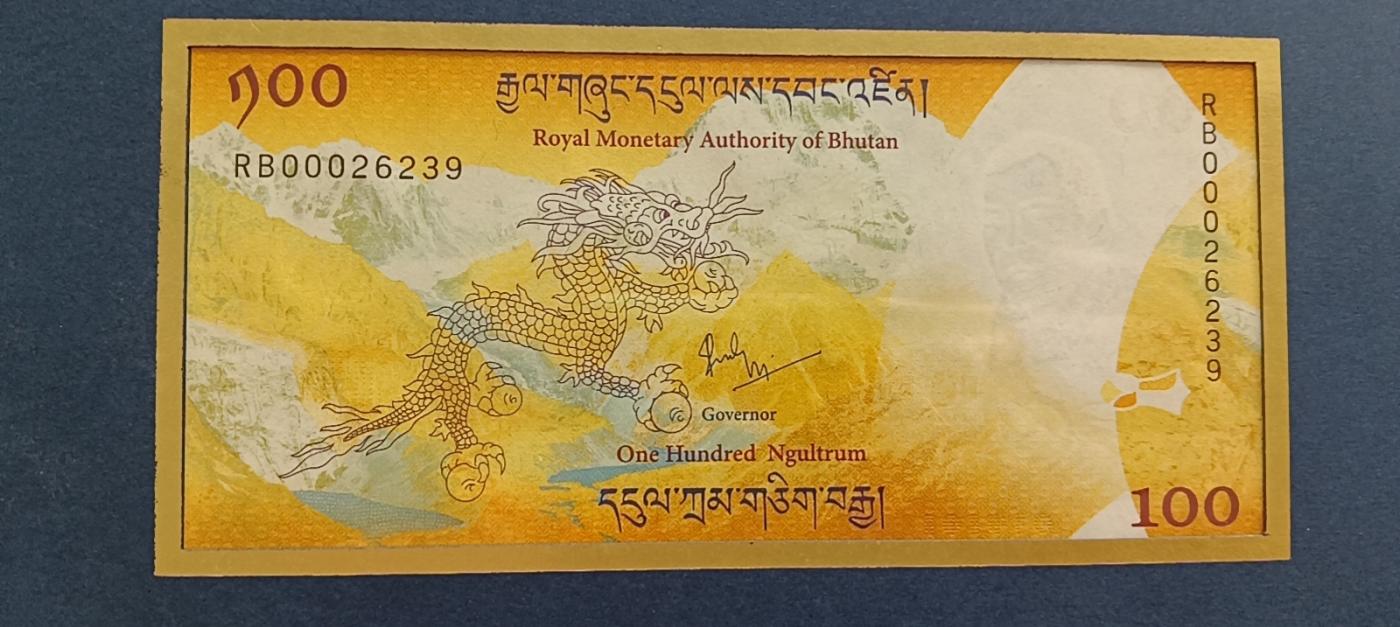 ༡༠༠
རྒྱལ་གཞུང་དངུལ་ལས་དབང་འཛིན།
Royal Monetary Authority of Bhutan
RB00026239
RB00026239
Governor
One Hundred Ngultrum
དངུལ་ཀྲམ་གཅིག་བརྒྱ།
100